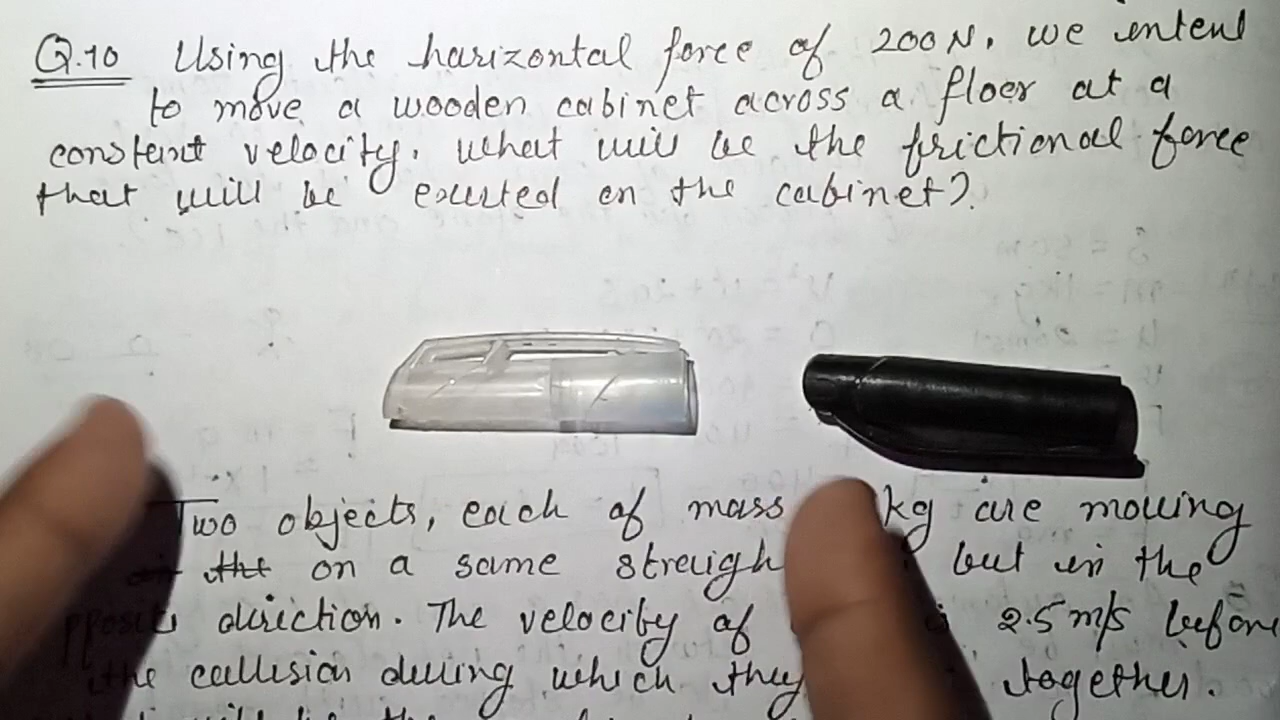 Q.10 Using the horizontal force of 200N, we intend
to move a wooden cabinet across a floor at a
constant velocity. What will be the frictional force
that will be exerted on the cabinet?
Two objects, each of mass kg are moving
on a same but in the
direction. The velocity of 2.5 m/s before
the collision during which they together.